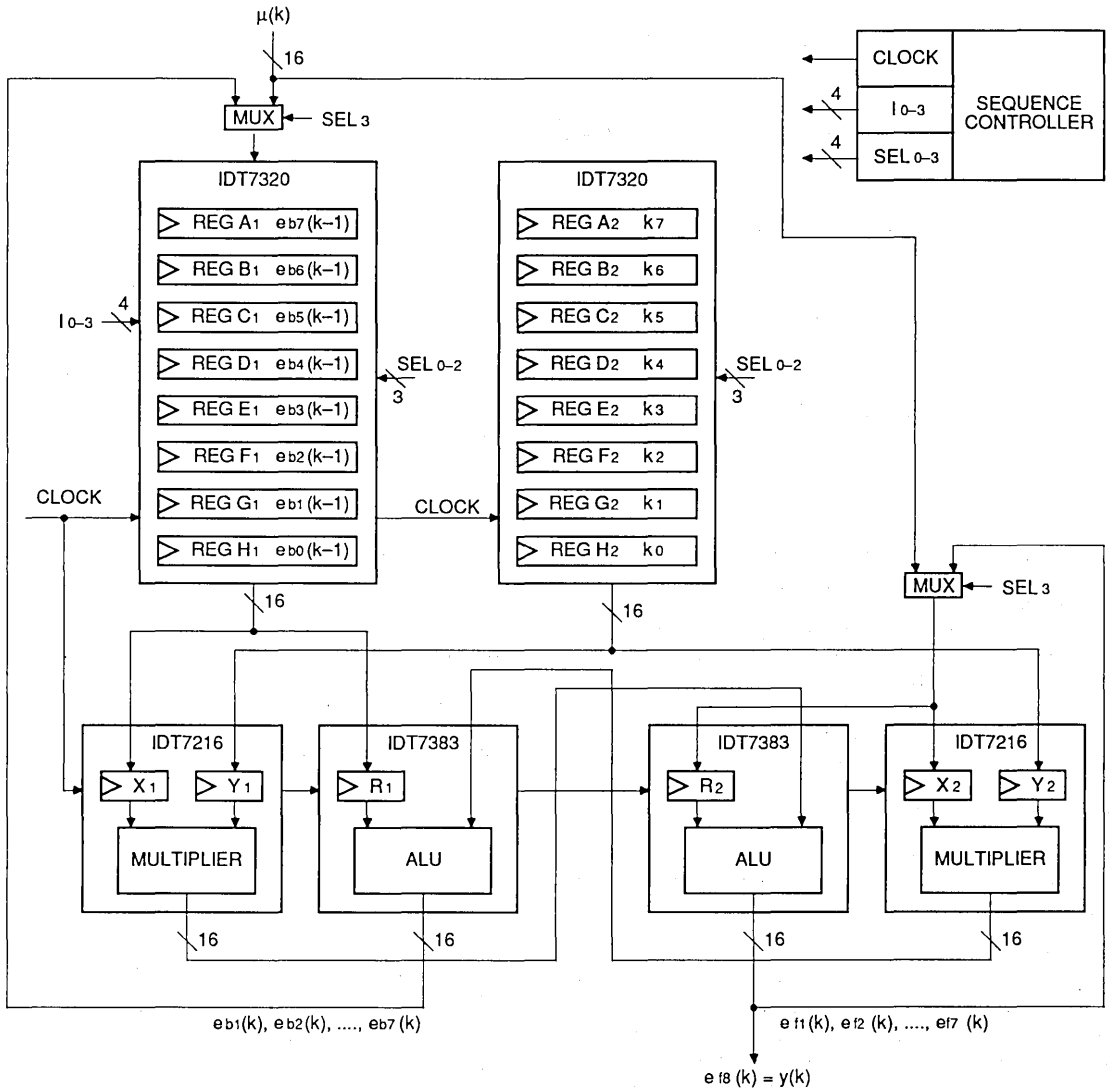 μ(k)
16
MUX
SEL 3
CLOCK
4
I 0–3
4
SEL 0–3
SEQUENCE
CONTROLLER
IDT7320
REG A1 eb7(k–1)
REG B1 eb6(k–1)
REG C1 eb5(k–1)
REG D1 eb4(k–1)
REG E1 eb3(k–1)
REG F1 eb2(k–1)
REG G1 eb1(k–1)
REG H1 eb0(k–1)
I 0–3
4
SEL 0–2
3
CLOCK
CLOCK
16
IDT7320
REG A2 k7
REG B2 k6
REG C2 k5
REG D2 k4
REG E2 k3
REG F2 k2
REG G2 k1
REG H2 k0
SEL 0–2
3
16
MUX
SEL 3
IDT7216
X1
Y1
MULTIPLIER
16
IDT7383
R1
ALU
16
IDT7383
R2
ALU
16
IDT7216
X2
Y2
MULTIPLIER
16
eb1(k), eb2(k), ...., eb7 (k)
ef1(k), ef2 (k), ...., ef7 (k)
ef8 (k) = y(k)